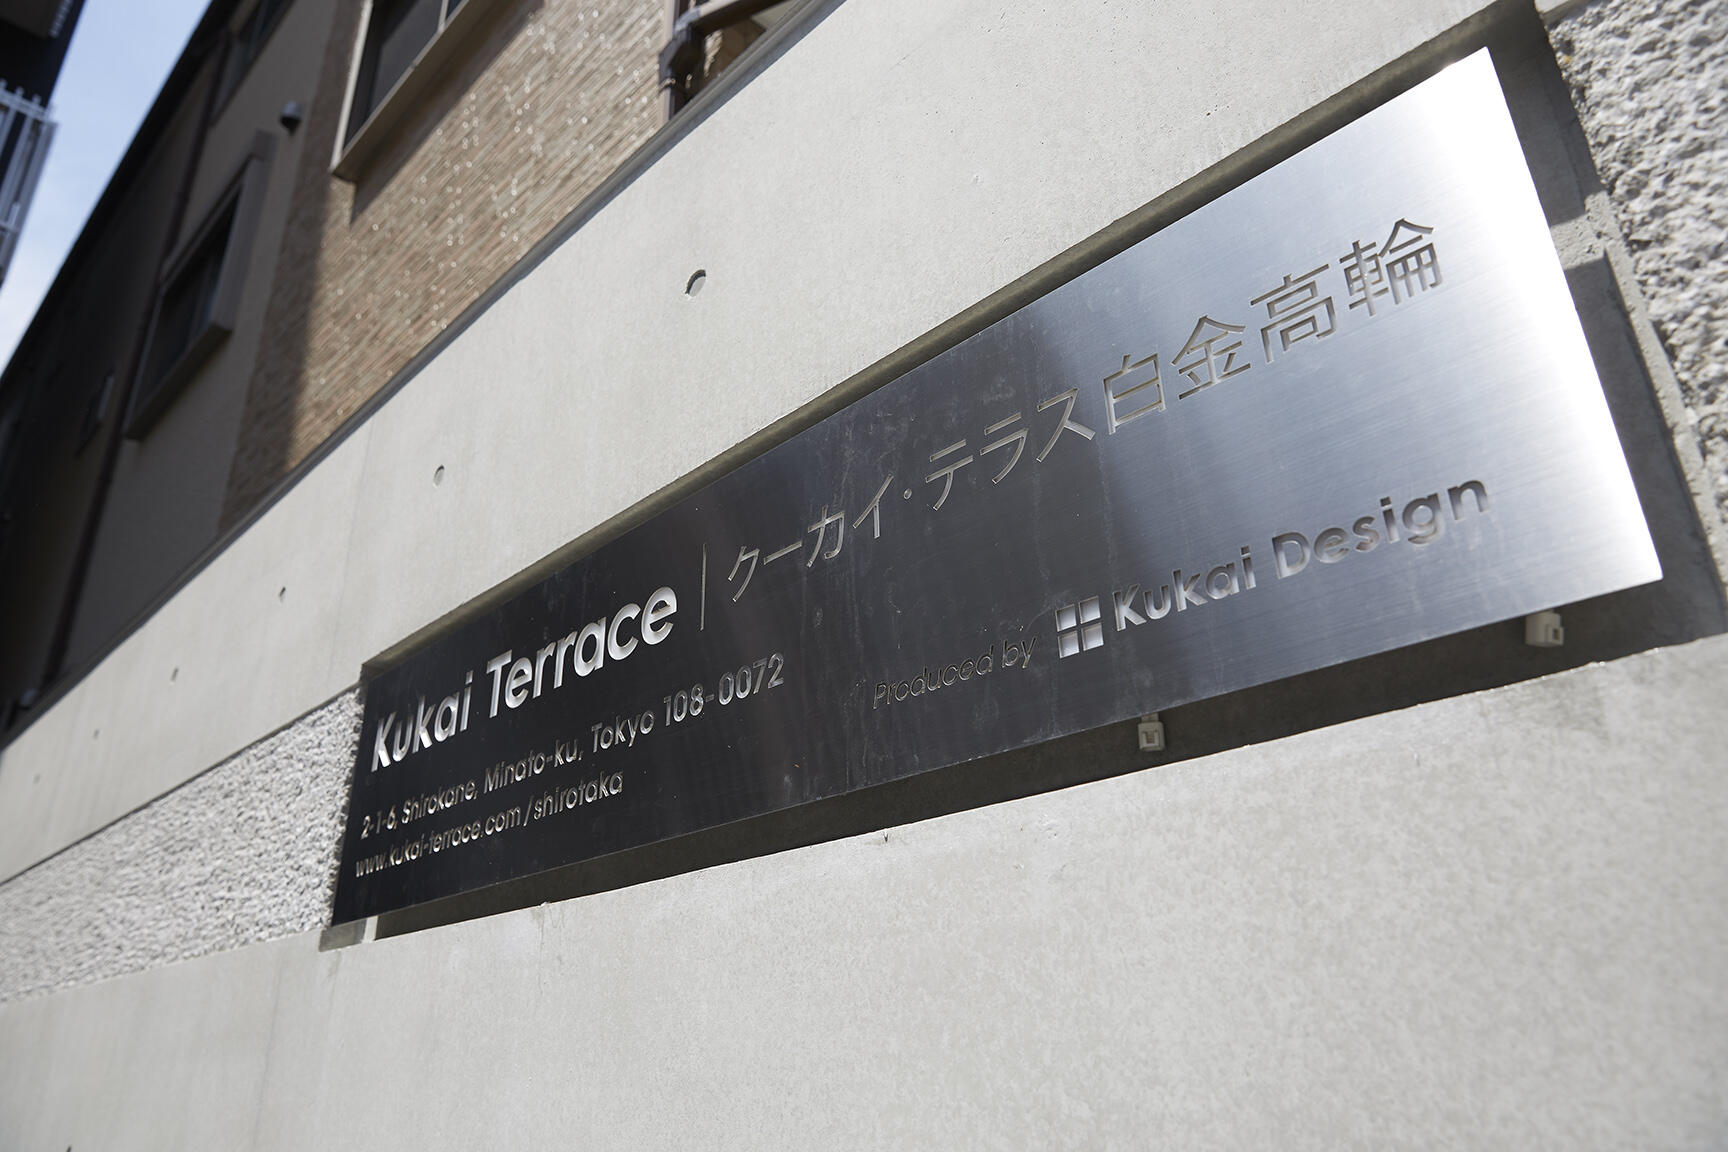 Kukai Terrace | クーカイ・テラス白金高輪
2-1-6, Shirokane, Minato-ku, Tokyo 108-0072
www.kukai-terrace.com/shirotaka
Produced by Kukai Design